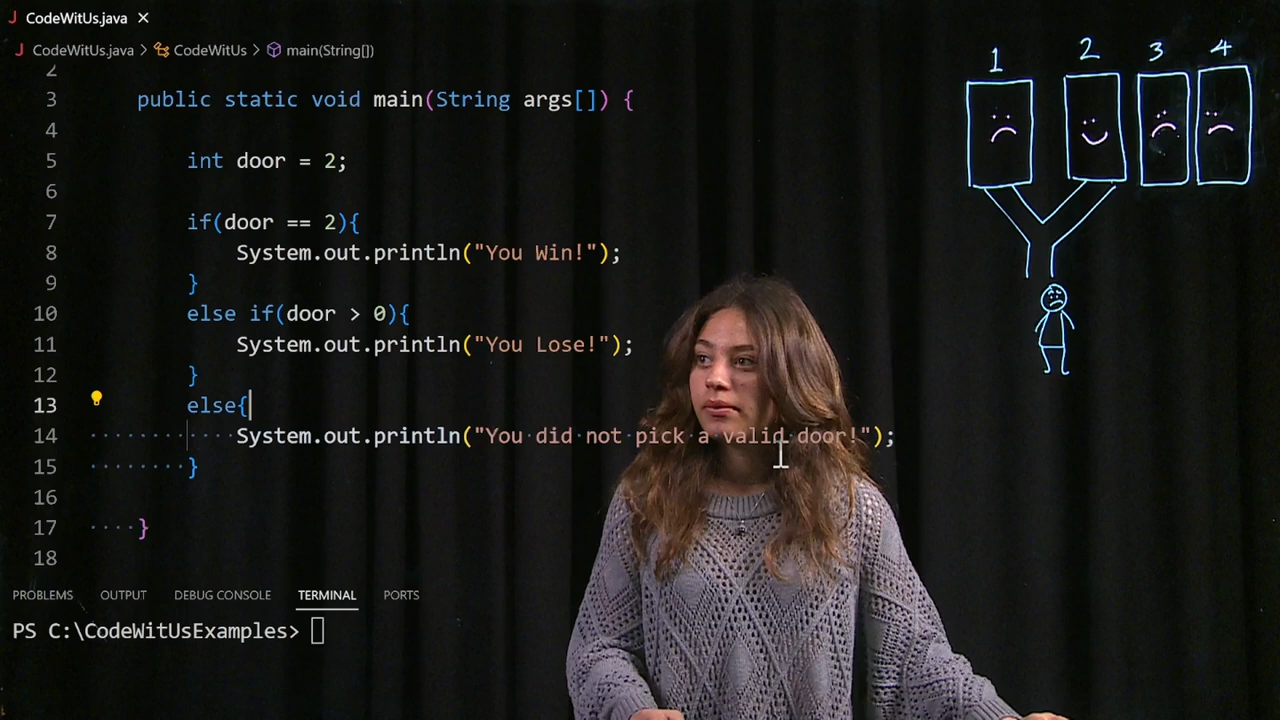 CodeWitUs.java
CodeWitUs.java > CodeWitUs > main(String[])
2
3 public static void main(String args[]) {
4
5 int door = 2;
6
7 if(door == 2){
8 System.out.println("You Win!");
9 }
10 else if(door > 0){
11 System.out.println("You Lose!");
12 }
13 else{
14 System.out.println("You did not pick a valid door!");
15 }
16
17 }
18
PROBLEMS OUTPUT DEBUG CONSOLE TERMINAL PORTS
PS C:\CodeWitUsExamples>
1 2 3 4